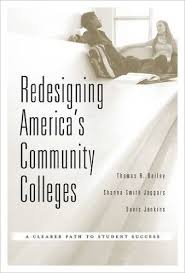 Redesigning
America's
Community
Colleges
Thomas R. Bailey
Shanna Smith Jaggars
Davis Jenkins
A CLEARER PATH TO STUDENT SUCCESS